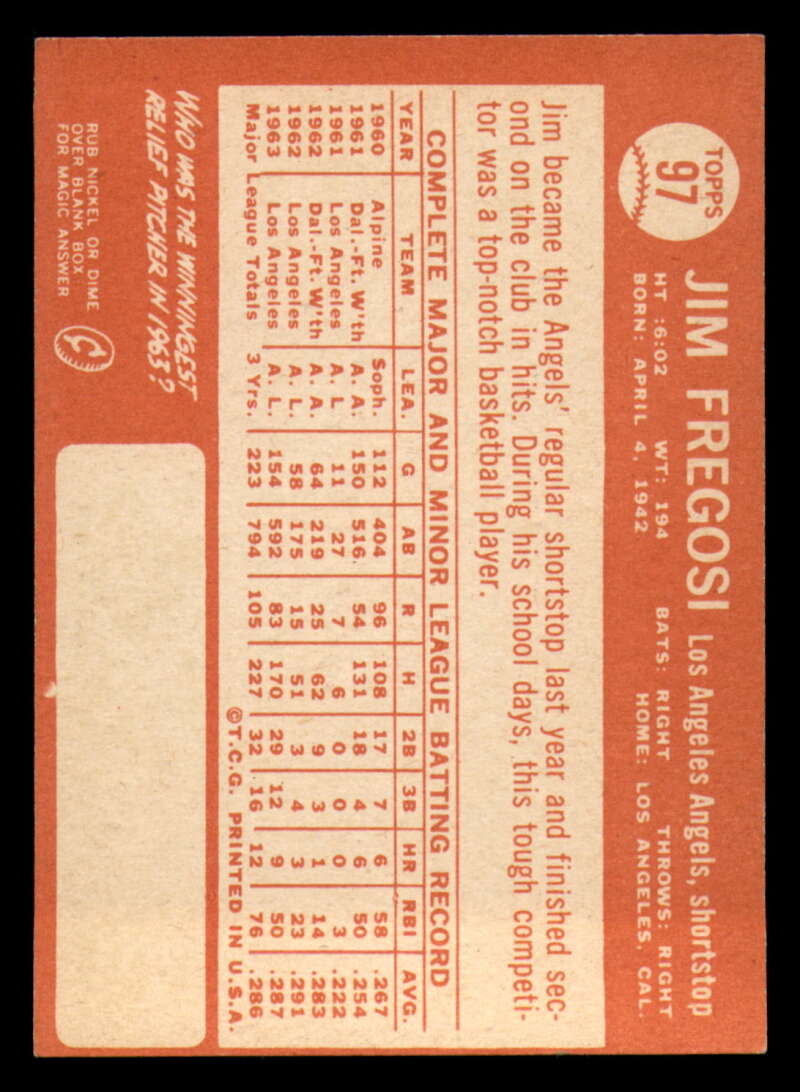 TOPPS
97
JIM FREGOSI Los Angeles Angels, shortstop
HT :6:02 WT: 194 BATS: RIGHT THROWS: RIGHT
BORN: APRIL 4, 1942 HOME: LOS ANGELES, CAL.
Jim became the Angels' regular shortstop last year and finished sec-
ond on the club in hits. During his school days, this tough competi-
tor was a top-notch basketball player.
COMPLETE MAJOR AND MINOR LEAGUE BATTING RECORD
YEAR TEAM LEA. G AB R H 2B 3B HR RBI AVG.
1960 Alpine Soph. 112 404 96 108 17 7 6 58 .267
1961 Dal.-Ft. W'th A. A. 150 516 54 131 18 4 6 50 .254
1961 Los Angeles A. L 11 27 7 6 0 0 0 3 .222
1962 Dal.-Ft. W'th A. A. 64 219 25 62 9 3 1 14 .283
1962 Los Angeles A. L. 58 175 15 51 3 4 3 23 .291
1963 Los Angeles A. L. 154 592 83 170 29 12 9 50 .287
Major League Totals 3 Yrs. 223 794 105 227 32 16 12 76 .286
©T.C.G. PRINTED IN U.S.A.
WHO WAS THE WINNINGEST
RELIEF PITCHER IN 1963?
RUB NICKEL OR DIME
OVER BLANK BOX
FOR MAGIC ANSWER